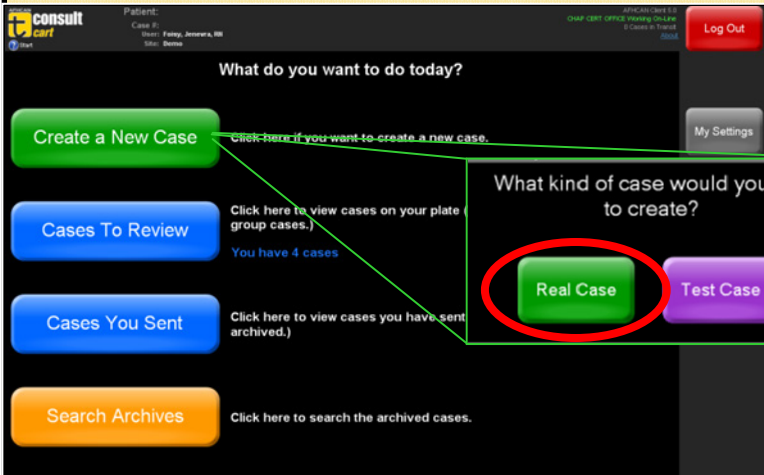 consult
cart
Start
Patient:
Case #:
User: Foisy, Jenevra, RN
Site: Demo
AFHCAN Client 5.0
CHAP CERT OFFICE Working On-Line
0 Cases in Transit
About
Log Out
What do you want to do today?
Create a New Case
Click here if you want to create a new case.
My Settings
What kind of case would you
to create?
Real Case
Test Case
Cases To Review
Click here to view cases on your plate (
group cases.)
You have 4 cases
Cases You Sent
Click here to view cases you have sent
archived.)
Search Archives
Click here to search the archived cases.